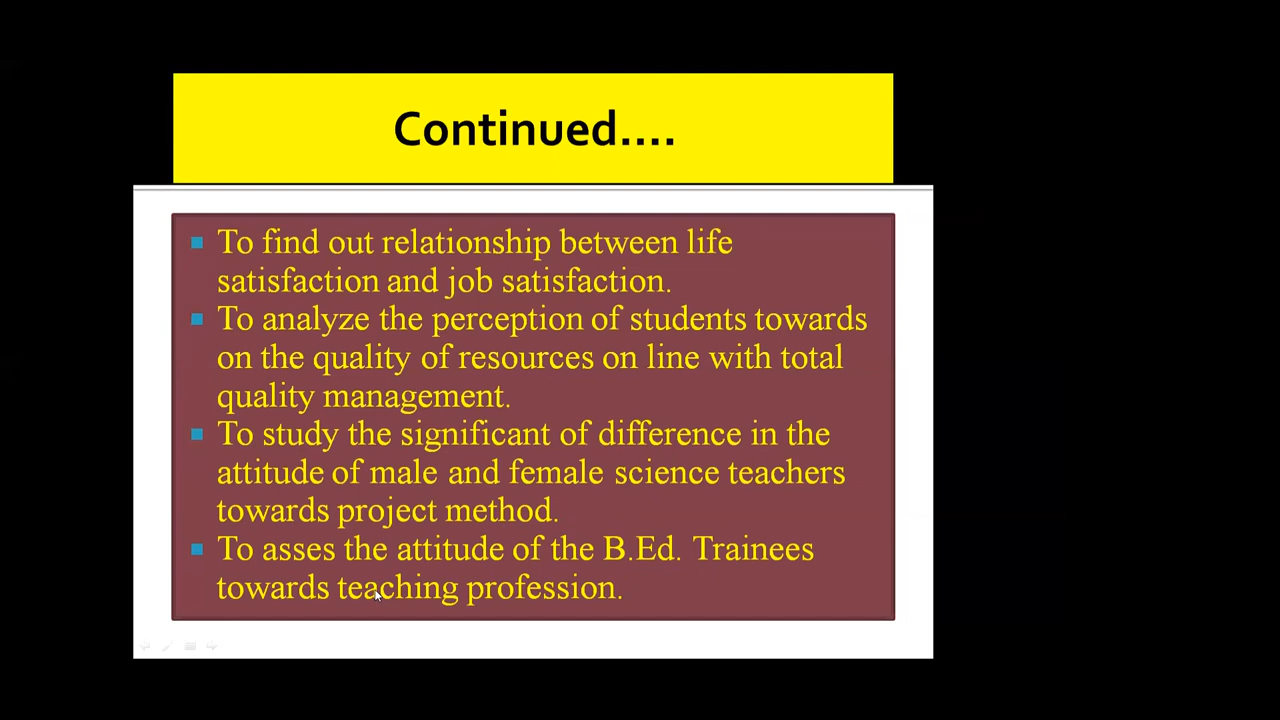 Continued....
To find out relationship between life
satisfaction and job satisfaction.
To analyze the perception of students towards
on the quality of resources on line with total
quality management.
To study the significant of difference in the
attitude of male and female science teachers
towards project method.
To asses the attitude of the B.Ed. Trainees
towards teaching profession.